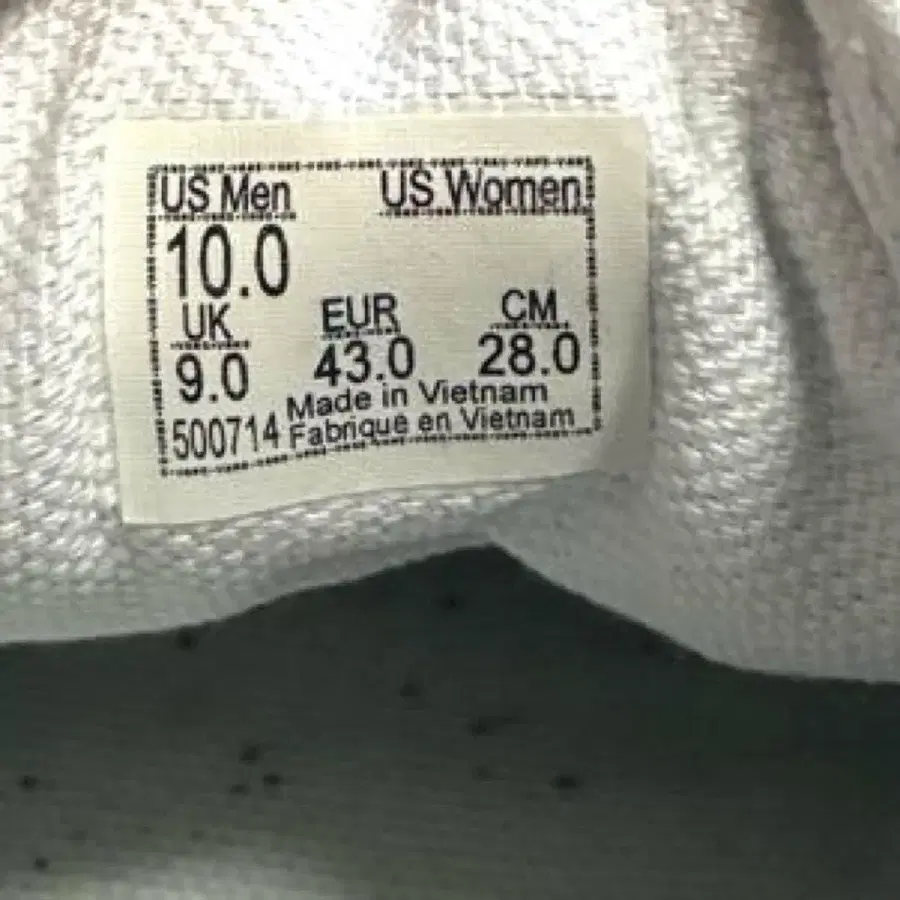 US Men US Women
10.0
UK EUR CM
9.0 43.0 28.0
Made in Vietnam
500714 Fabriqué en Vietnam